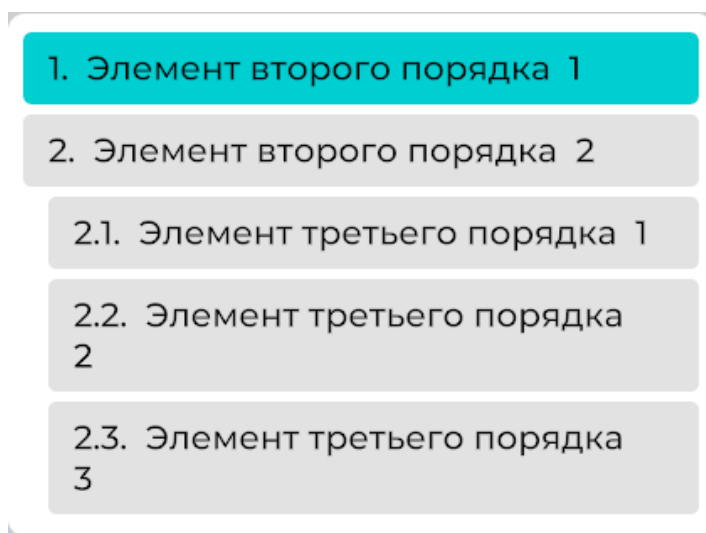 1. Элемент второго порядка 1
2. Элемент второго порядка 2
2.1. Элемент третьего порядка 1
2.2. Элемент третьего порядка
2
2.3. Элемент третьего порядка
3